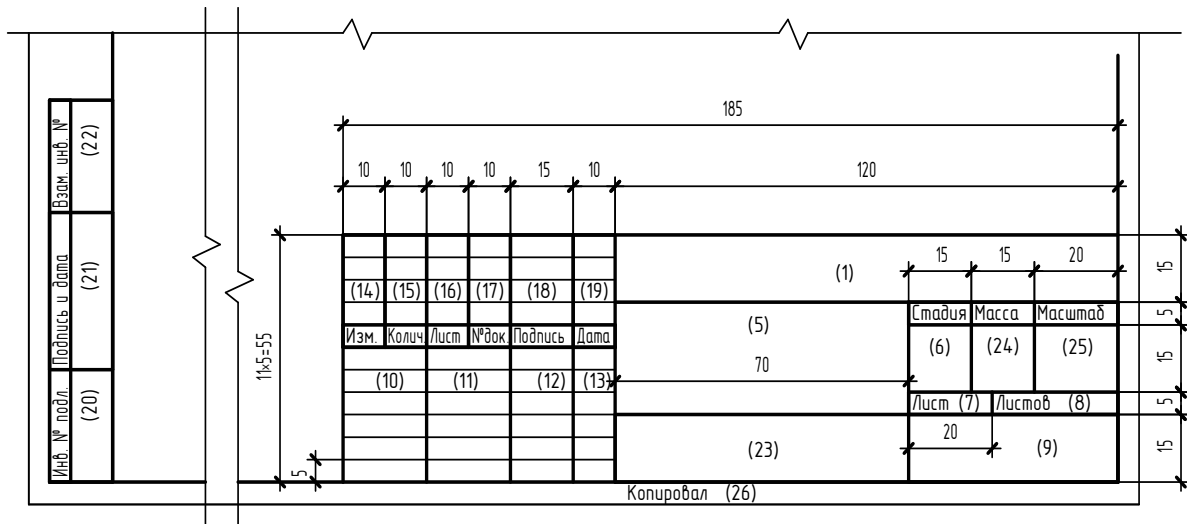 185
10 10 10 10 15 10 120
Взам. инв. №
(22)
Подпись и дата
(21)
Инв. № подл.
(20)
11x5=55
5
(1)
15 15 20
15
(14) (15) (16) (17) (18) (19)
Изм. Колич Лист №док. Подпись Дата
(5)
70
Стадия Масса Масштаб
5
(6) (24) (25)
15
(10) (11) (12) (13)
Лист (7) Листов (8)
5
20
(23)
(9)
15
Копировал (26)